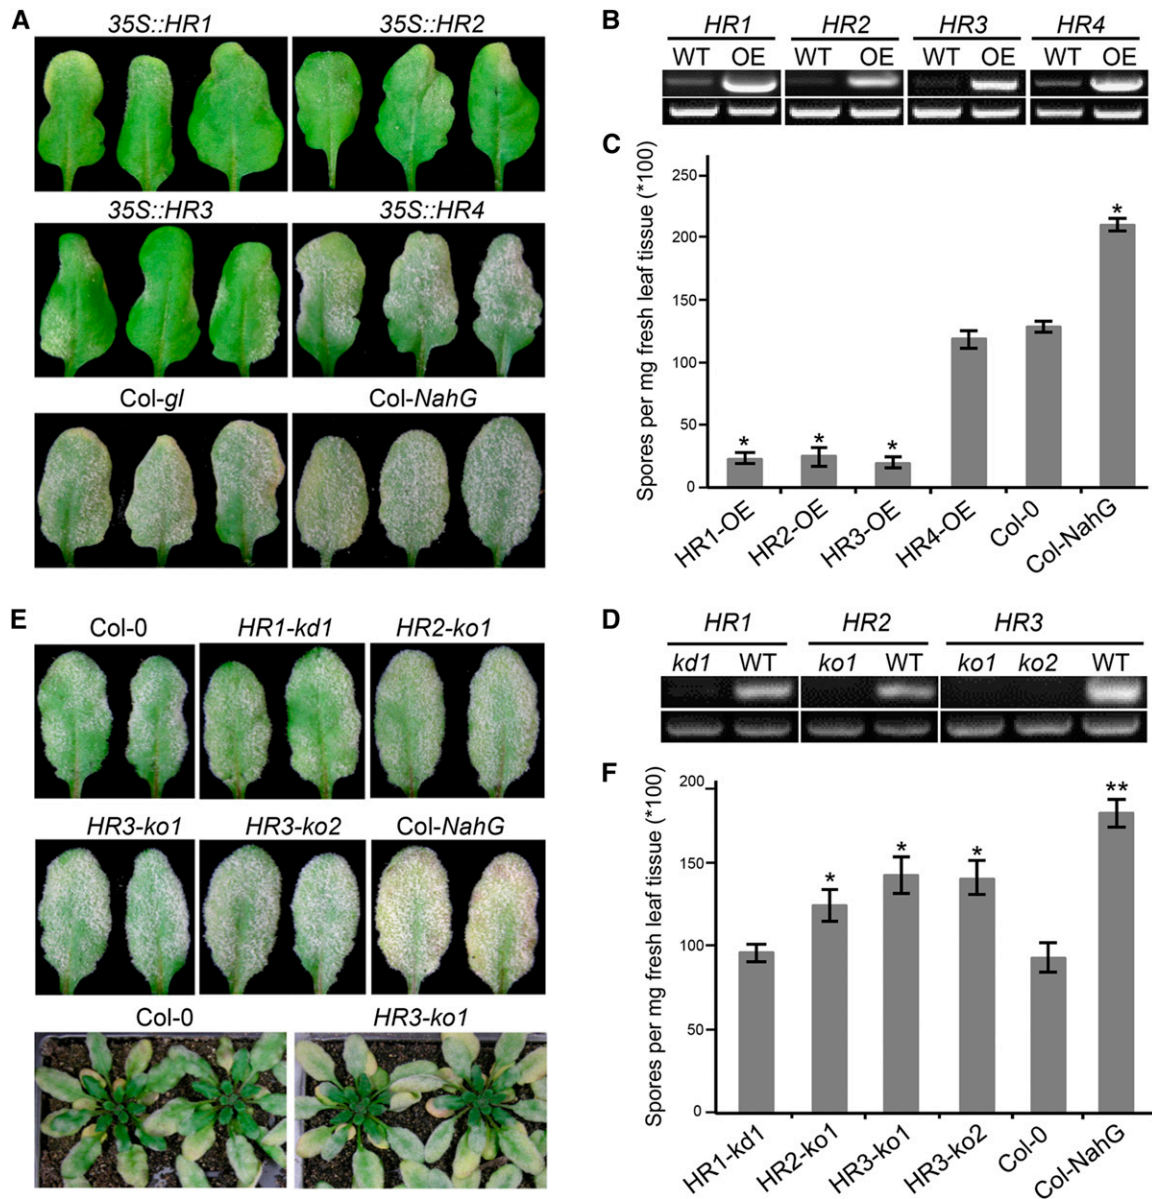 A
35S::HR1 35S::HR2
35S::HR3 35S::HR4
Col-gl Col-NahG
B
HR1 HR2 HR3 HR4
WT OE WT OE WT OE WT OE
C
Spores per mg fresh leaf tissue (*100)
250
200
150
100
50
0
* * * *
HR1-OE HR2-OE HR3-OE HR4-OE Col-0 Col-NahG
E
Col-0 HR1-kd1 HR2-ko1
HR3-ko1 HR3-ko2 Col-NahG
Col-0 HR3-ko1
D
HR1 HR2 HR3
kd1 WT ko1 WT ko1 ko2 WT
F
Spores per mg fresh leaf tissue (*100)
200
150
100
50
0
* * * **
HR1-kd1 HR2-ko1 HR3-ko1 HR3-ko2 Col-0 Col-NahG